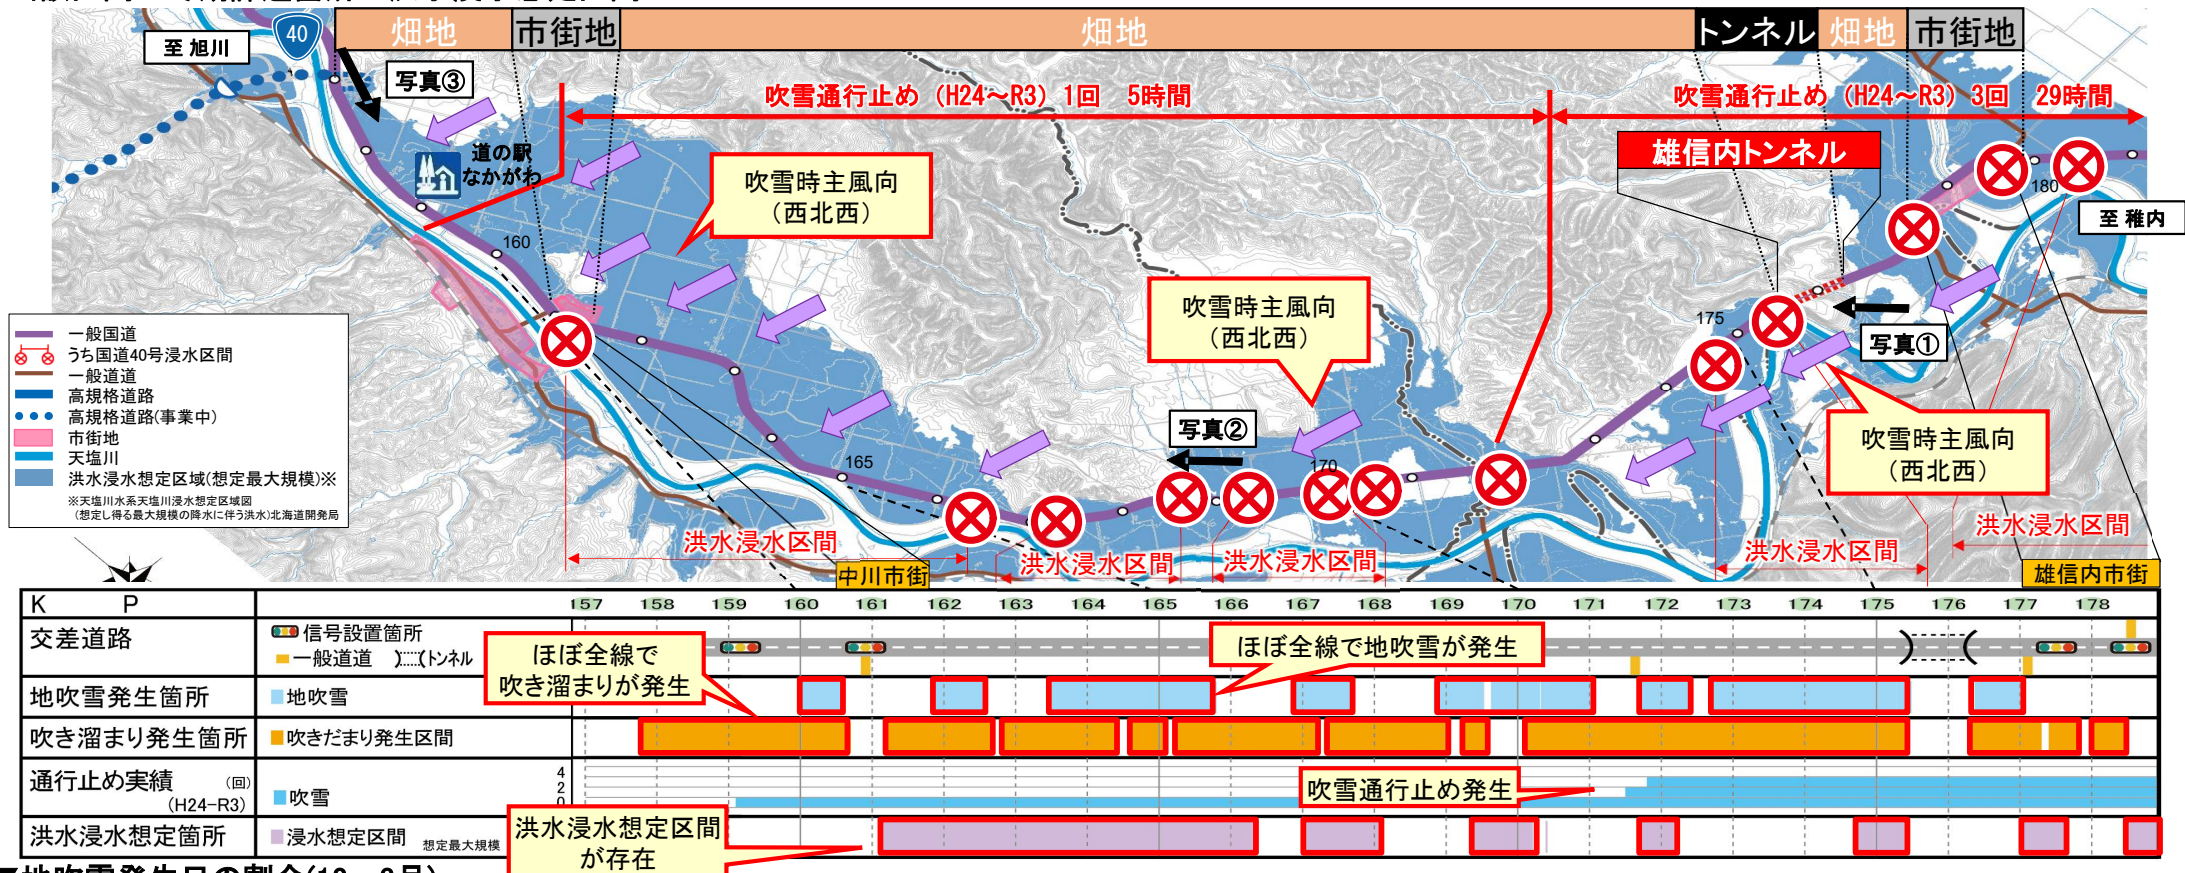 畑地 市街地 畑地 トンネル 畑地 市街地
至 旭川
40
写真③
吹雪通行止め（H24～R3）1回　5時間
吹雪通行止め（H24～R3）3回　29時間
雄信内トンネル
道の駅
なかがわ
吹雪時主風向
（西北西）
160
180
至 稚内
吹雪時主風向
（西北西）
175
写真①
写真②
吹雪時主風向
（西北西）
165
170
一般国道
うち国道40号浸水区間
一般道道
高規格道路
高規格道路(事業中)
市街地
天塩川
洪水浸水想定区域(想定最大規模)※
※天塩川水系天塩川浸水想定区域図
（想定し得る最大規模の降水に伴う洪水)北海道開発局
洪水浸水区間
洪水浸水区間
洪水浸水区間
洪水浸水区間
洪水浸水区間
中川市街
雄信内市街
K P 157 158 159 160 161 162 163 164 165 166 167 168 169 170 171 172 173 174 175 176 177 178
交差道路
信号設置箇所
一般道道 トンネル
ほぼ全線で
吹き溜まりが発生
ほぼ全線で地吹雪が発生
地吹雪発生箇所 地吹雪
吹き溜まり発生箇所 吹きだまり発生区間
通行止め実績 (回)
(H24-R3)
吹雪
4
2
0
吹雪通行止め発生
洪水浸水想定箇所 浸水想定区間 想定最大規模
洪水浸水想定区間
が存在